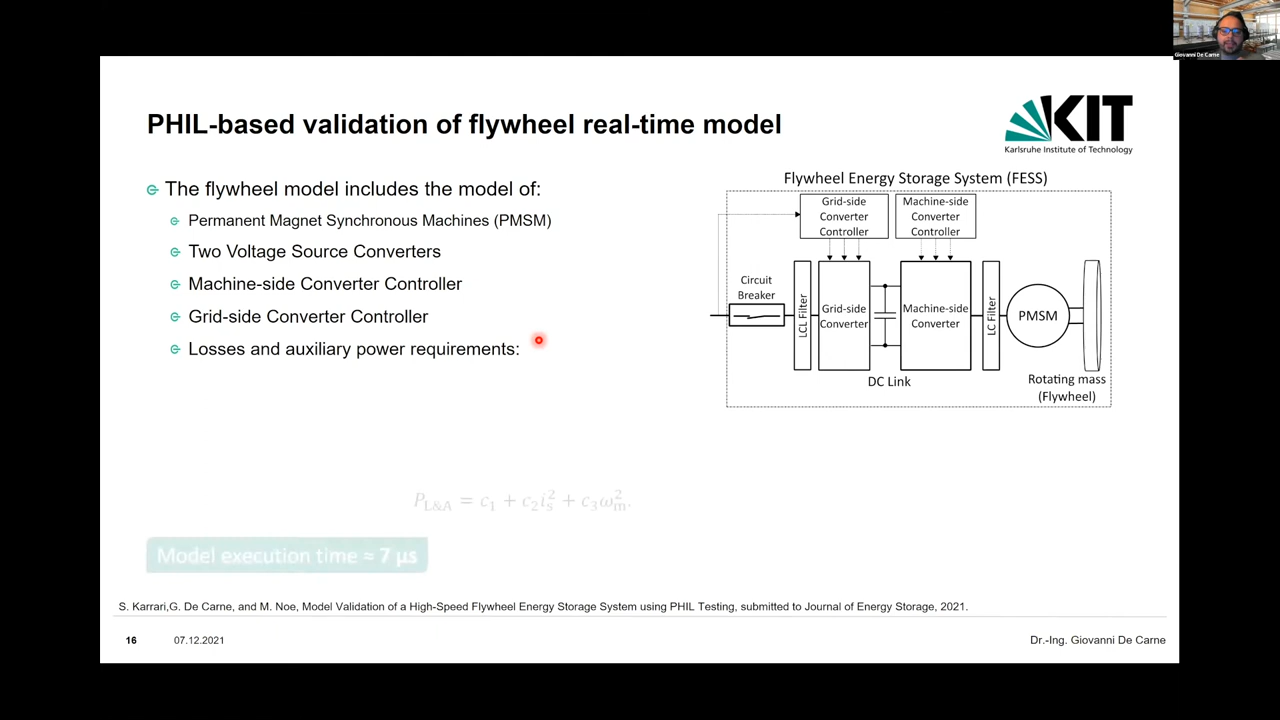 Giovanni De Carne
PHIL-based validation of flywheel real-time model
KIT
Karlsruhe Institute of Technology
The flywheel model includes the model of:
Permanent Magnet Synchronous Machines (PMSM)
Two Voltage Source Converters
Machine-side Converter Controller
Grid-side Converter Controller
Losses and auxiliary power requirements:
Flywheel Energy Storage System (FESS)
Grid-side
Converter
Controller
Machine-side
Converter
Controller
Circuit
Breaker
LCL Filter
Grid-side
Converter
Machine-side
Converter
LC Filter
PMSM
DC Link
Rotating mass
(Flywheel)
P_L&A = c_1 + c_2 i_s^2 + c_3 ω_m^2.
Model execution time ≈ 7 µs
S. Karrari,G. De Carne, and M. Noe, Model Validation of a High-Speed Flywheel Energy Storage System using PHIL Testing, submitted to Journal of Energy Storage, 2021.
16
07.12.2021
Dr.-Ing. Giovanni De Carne